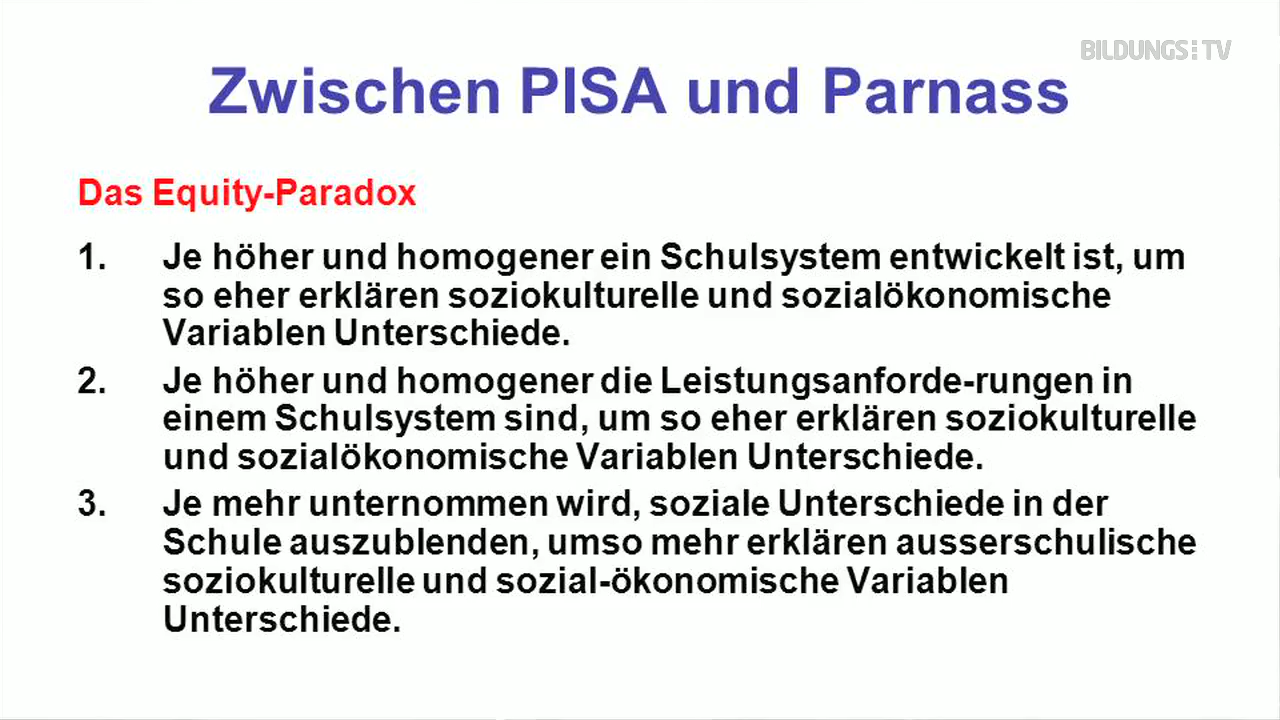 BILDUNGS:TV
Zwischen PISA und Parnass
Das Equity-Paradox
1. Je höher und homogener ein Schulsystem entwickelt ist, um
so eher erklären soziokulturelle und sozialökonomische
Variablen Unterschiede.
2. Je höher und homogener die Leistungsanforde-rungen in
einem Schulsystem sind, um so eher erklären soziokulturelle
und sozialökonomische Variablen Unterschiede.
3. Je mehr unternommen wird, soziale Unterschiede in der
Schule auszublenden, umso mehr erklären ausserschulische
soziokulturelle und sozial-ökonomische Variablen
Unterschiede.